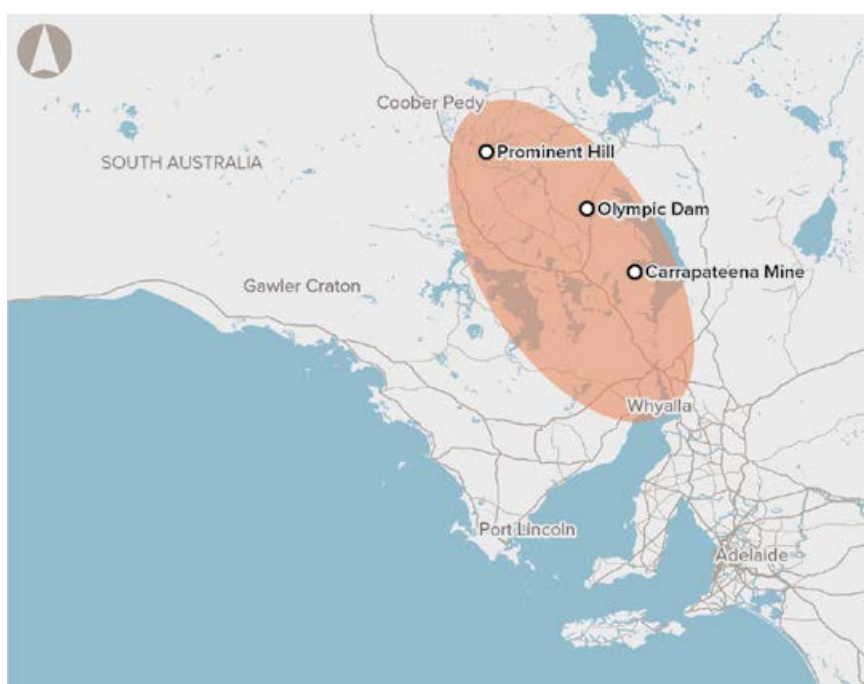 Coober Pedy
Prominent Hill
SOUTH AUSTRALIA
Olympic Dam
Carrapateena Mine
Gawler Craton
Whyalla
Port Lincoln
Adelaide